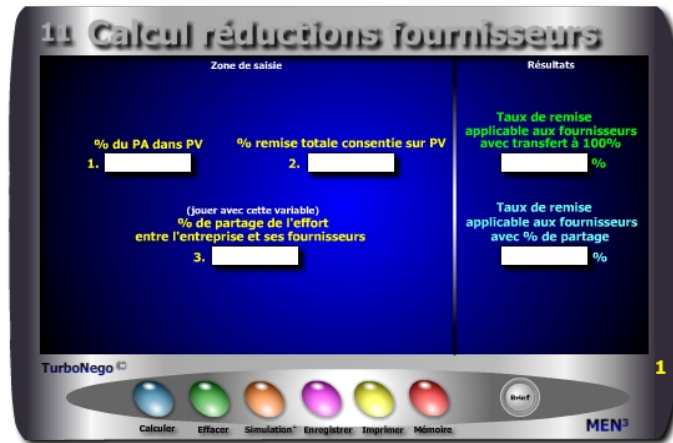 11 Calcul réductions fournisseurs
Zone de saisie
Résultats
% du PA dans PV
1.
% remise totale consentie sur PV
2.
(jouer avec cette variable)
% de partage de l'effort
entre l'entreprise et ses fournisseurs
3.
Taux de remise
applicable aux fournisseurs
avec transfert à 100%
%
Taux de remise
applicable aux fournisseurs
avec % de partage
%
TurboNego ©
1
Calculer Effacer Simulation+ Enregistrer Imprimer Mémoire
Brief
MEN³